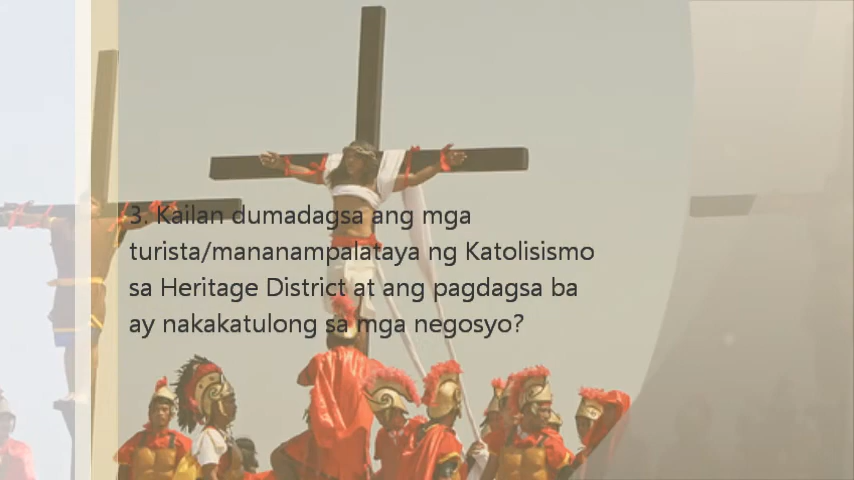 3. Kailan dumadagsa ang mga
turista/mananampalataya ng Katolisismo
sa Heritage District at ang pagdagsa ba
ay nakakatulong sa mga negosyo?